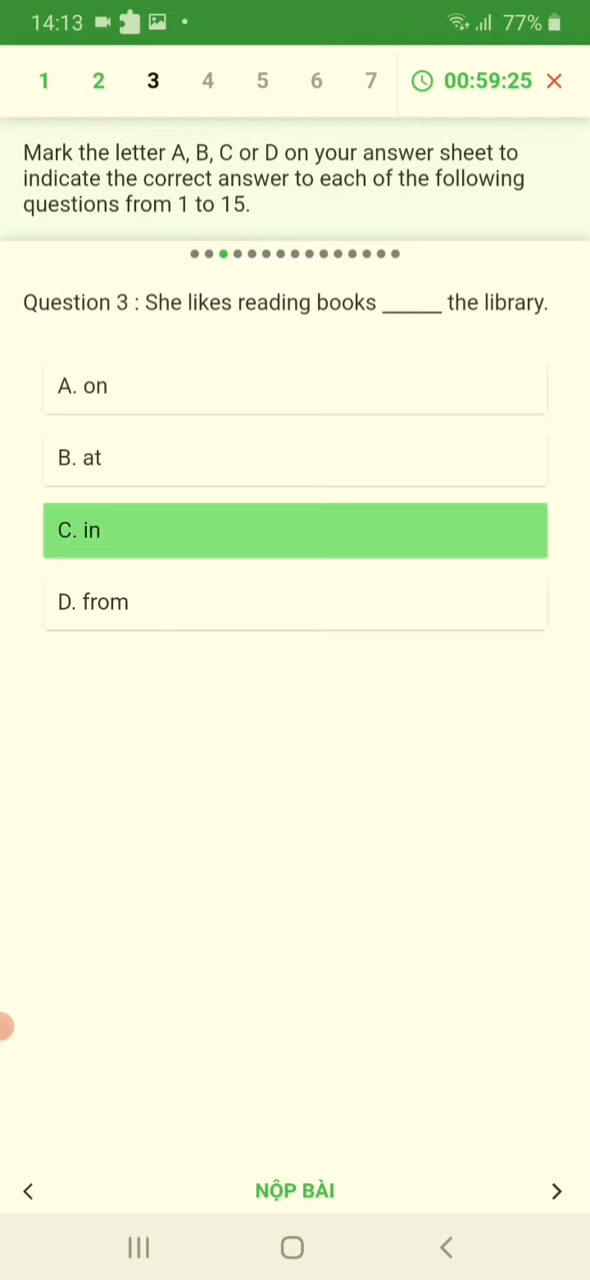 14:13 77%
1 2 3 4 5 6 7 00:59:25
Mark the letter A, B, C or D on your answer sheet to
indicate the correct answer to each of the following
questions from 1 to 15.
Question 3 : She likes reading books _____ the library.
A. on
B. at
C. in
D. from
NỘP BÀI